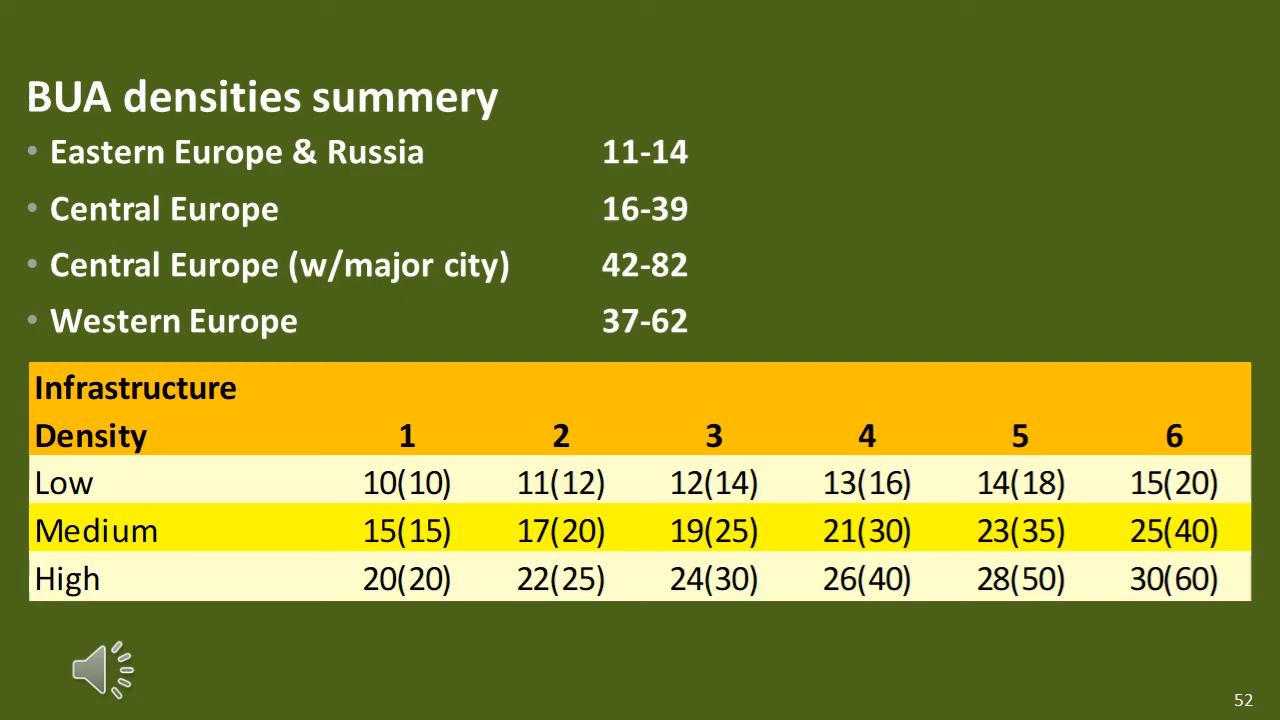 BUA densities summery
• Eastern Europe & Russia 11-14
• Central Europe 16-39
• Central Europe (w/major city) 42-82
• Western Europe 37-62
Infrastructure
Density 1 2 3 4 5 6
Low 10(10) 11(12) 12(14) 13(16) 14(18) 15(20)
Medium 15(15) 17(20) 19(25) 21(30) 23(35) 25(40)
High 20(20) 22(25) 24(30) 26(40) 28(50) 30(60)
52